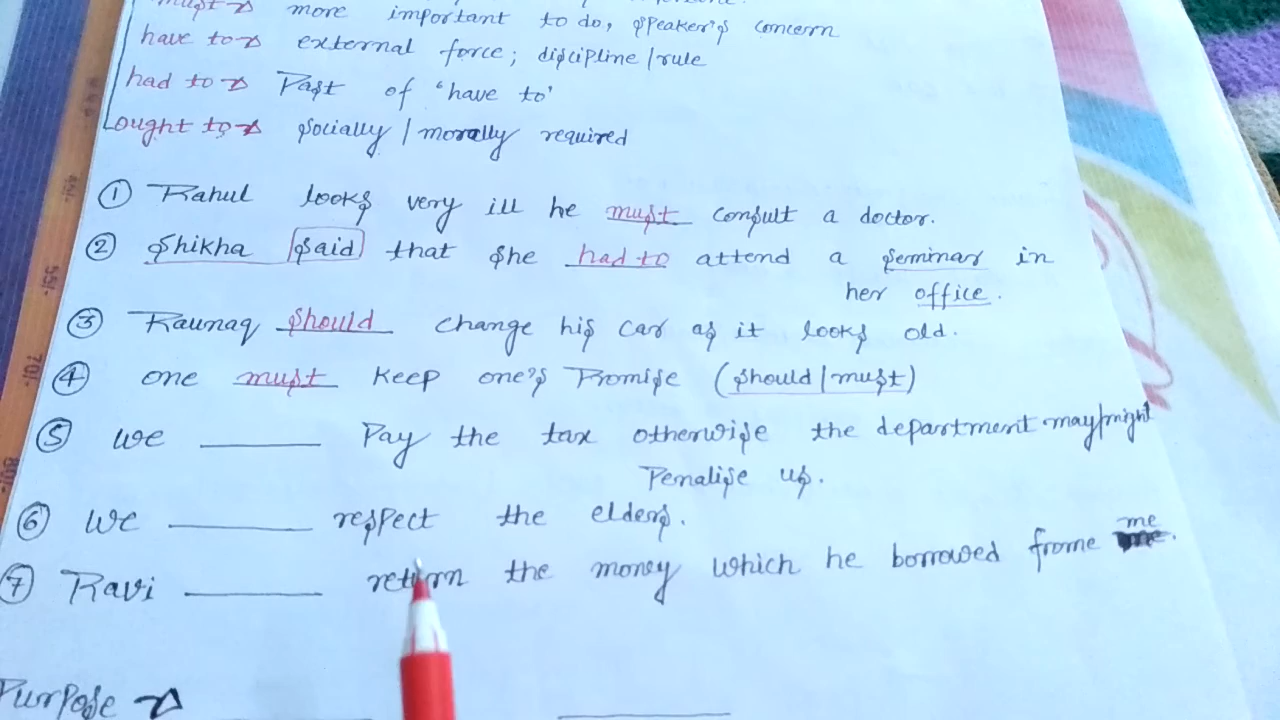 must → more important to do, speaker's concern
have to → external force; discipline/rule
had to → Past of 'have to'
ought to → socially / morally required
① Rahul looks very ill he must consult a doctor.
② Shikha said that she had to attend a seminar in
her office.
③ Raunaq should change his car as it looks old.
④ one must keep one's Promise (should/must)
⑤ we ______ Pay the tax otherwise the department may/might
Penalise us.
⑥ We ______ respect the elders.
⑦ Ravi ______ return the money which he borrowed frome me.
Purpose →